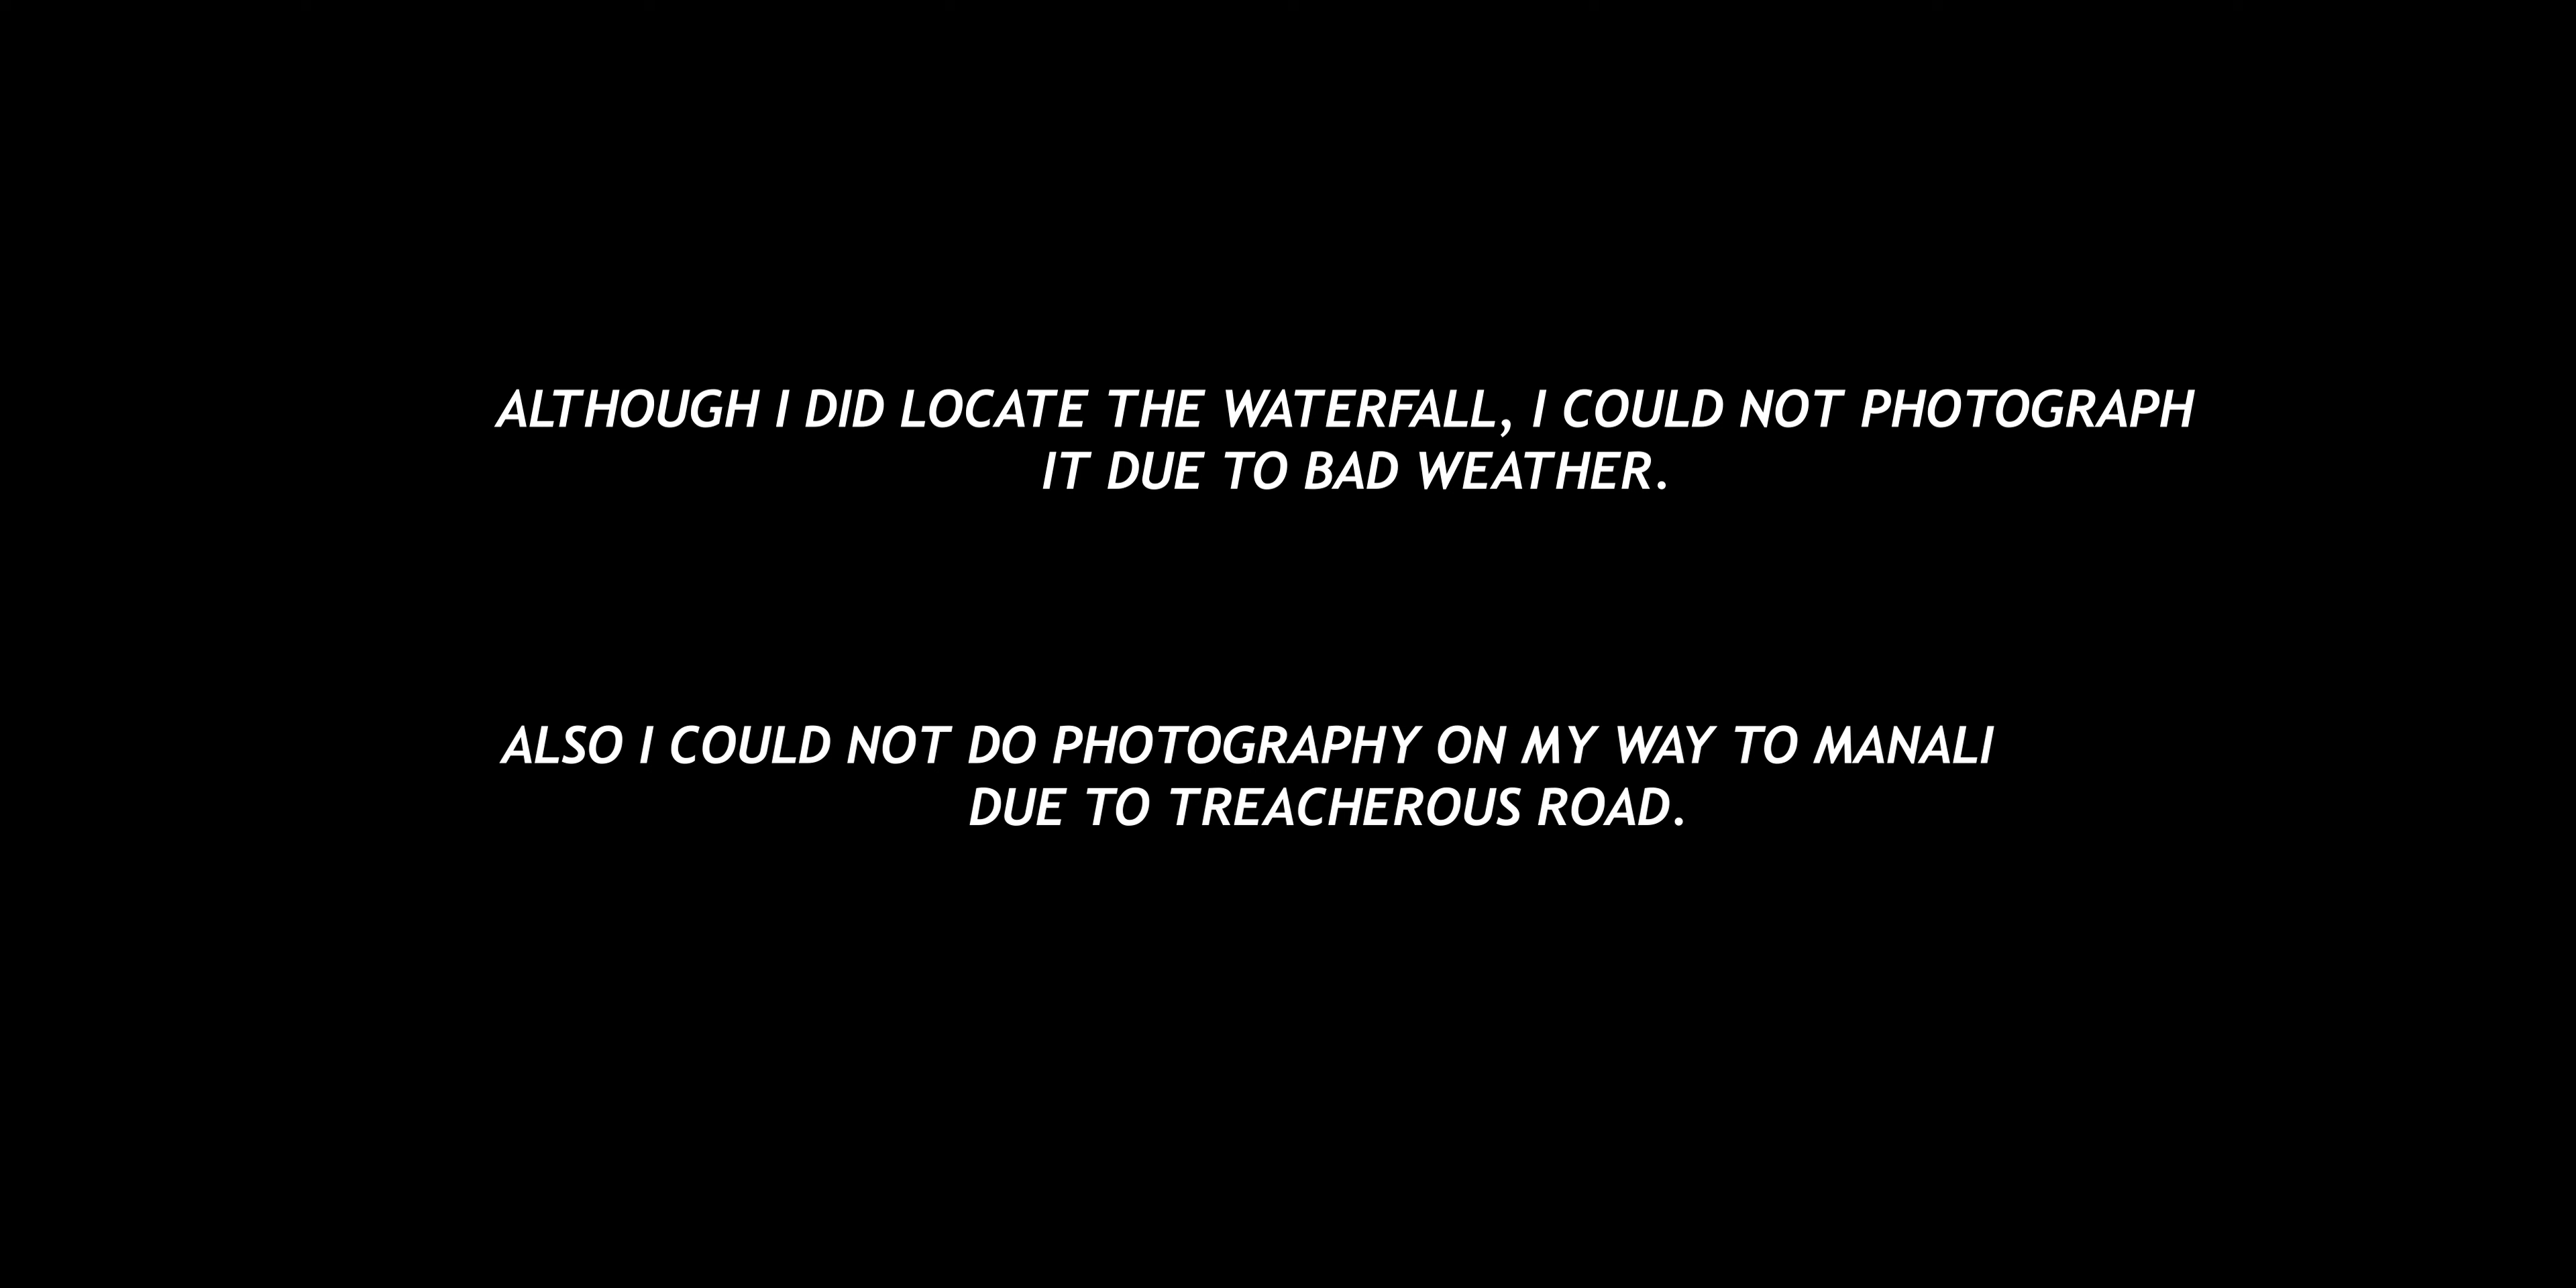 ALTHOUGH I DID LOCATE THE WATERFALL, I COULD NOT PHOTOGRAPH
IT DUE TO BAD WEATHER.
ALSO I COULD NOT DO PHOTOGRAPHY ON MY WAY TO MANALI
DUE TO TREACHEROUS ROAD.